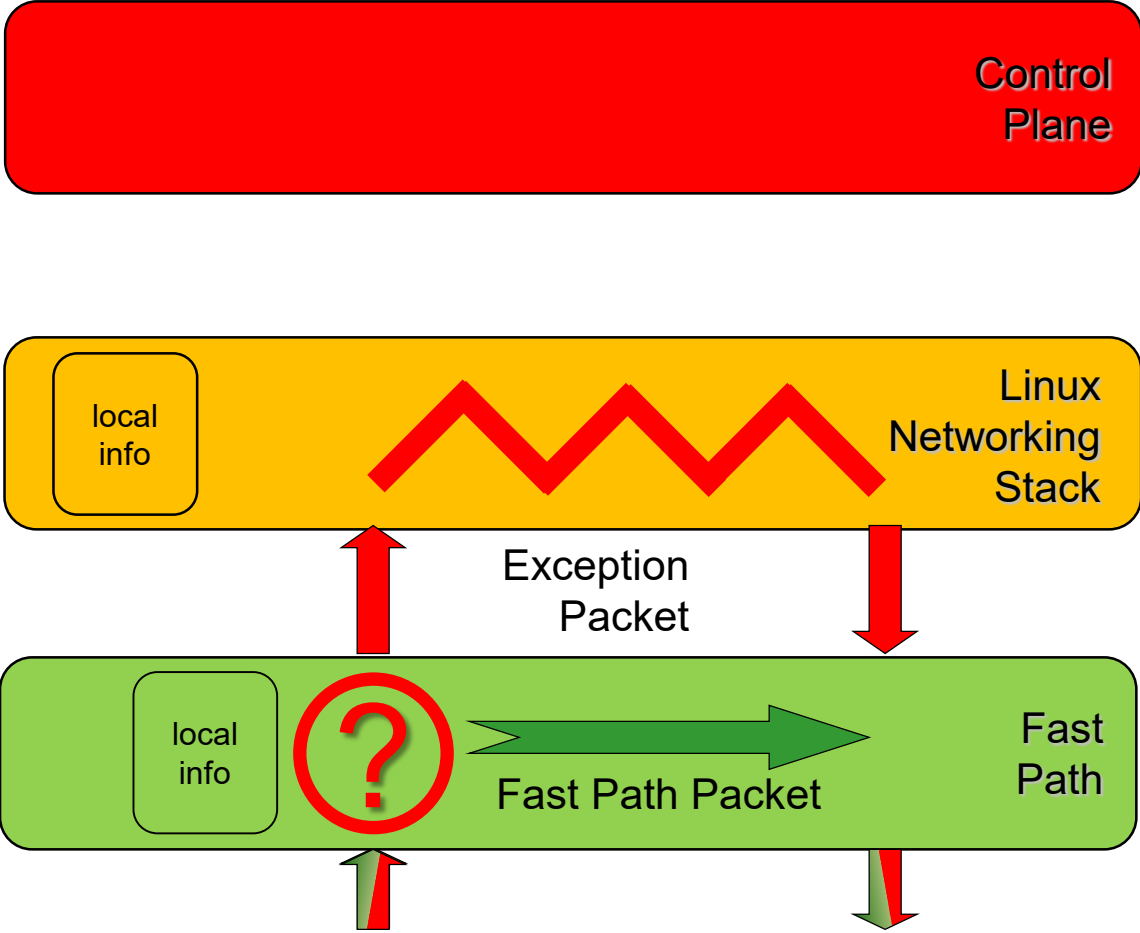 Control
Plane
local
info
Linux
Networking
Stack
Exception
Packet
local
info
?
Fast
Path
Fast Path Packet